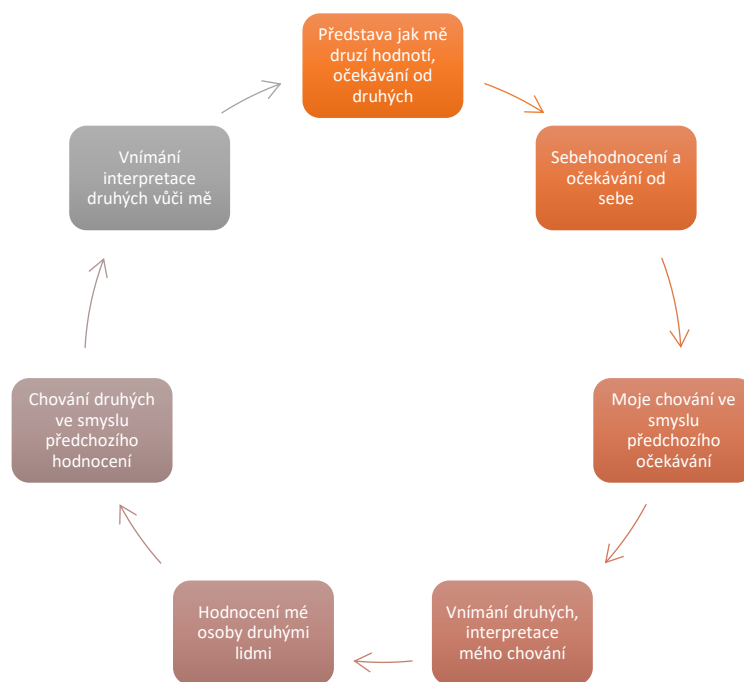 Představa jak mě
druzí hodnotí,
očekávání od
druhých
Sebehodnocení a
očekávání od
sebe
Moje chování ve
smyslu
předchozího
očekávání
Vnímání druhých,
interpretace
mého chování
Hodnocení mé
osoby druhými
lidmi
Chování druhých
ve smyslu
předchozího
hodnocení
Vnímání
interpretace
druhých vůči mě